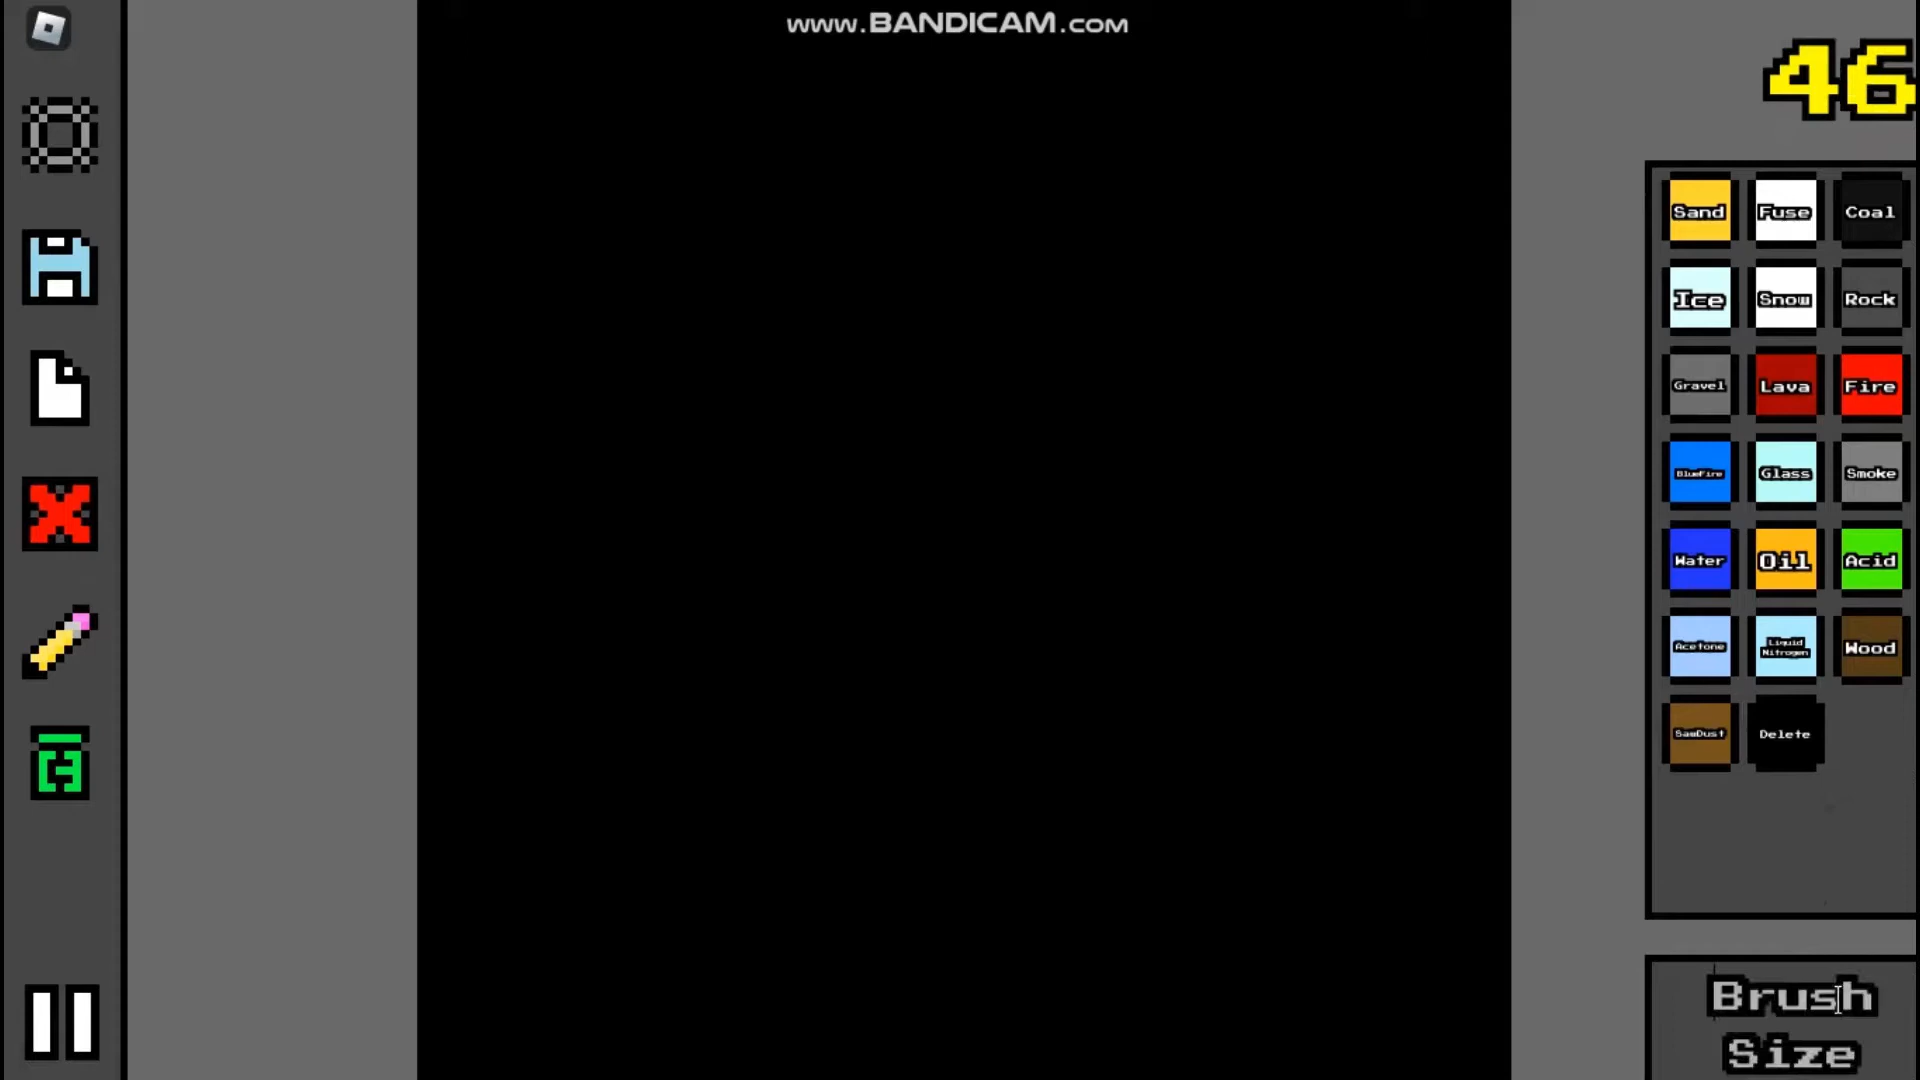 www.BANDICAM.com
46
Sand Fuse Coal
Ice Snow Rock
Gravel Lava Fire
BlueFire Glass Smoke
Water Oil Acid
Acetone Liquid Nitrogen Wood
SawDust Delete
Brush
Size